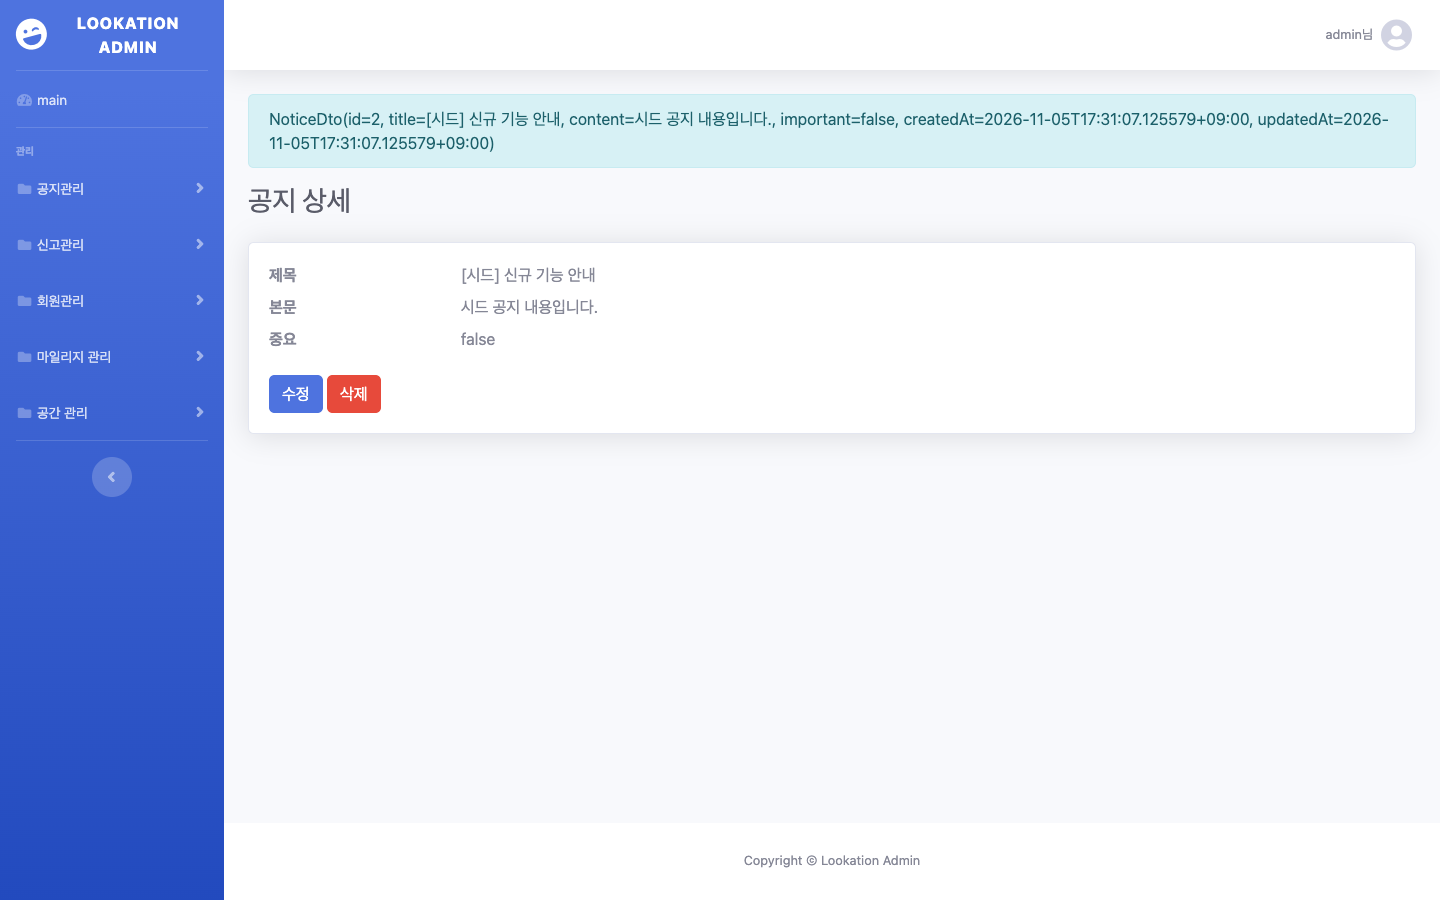 LOOKATION
ADMIN
main
관리
공지관리
신고관리
회원관리
마일리지 관리
공간 관리
admin님
NoticeDto(id=2, title=[시드] 신규 기능 안내, content=시드 공지 내용입니다., important=false, createdAt=2026-11-05T17:31:07.125579+09:00, updatedAt=2026-
11-05T17:31:07.125579+09:00)
공지 상세
제목 [시드] 신규 기능 안내
본문 시드 공지 내용입니다.
중요 false
수정 삭제
Copyright © Lookation Admin